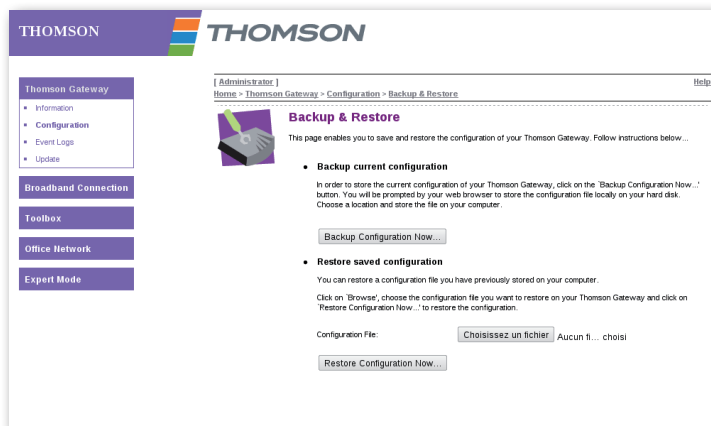 THOMSON
THOMSON
Thomson Gateway
Information
Configuration
Event Logs
Update
Broadband Connection
Toolbox
Office Network
Expert Mode
[ Administrator ]
Help
Home > Thomson Gateway > Configuration > Backup & Restore
Backup & Restore
This page enables you to save and restore the configuration of your Thomson Gateway. Follow instructions below...
Backup current configuration
In order to store the current configuration of your Thomson Gateway, click on the `Backup Configuration Now...'
button. You will be prompted by your web browser to store the configuration file locally on your hard disk.
Choose a location and store the file on your computer.
Backup Configuration Now...
Restore saved configuration
You can restore a configuration file you have previously stored on your computer.
Click on `Browse', choose the configuration file you want to restore on your Thomson Gateway and click on
`Restore Configuration Now...' to restore the configuration.
Configuration File:
Choisissez un fichier
Aucun fi... choisi
Restore Configuration Now...